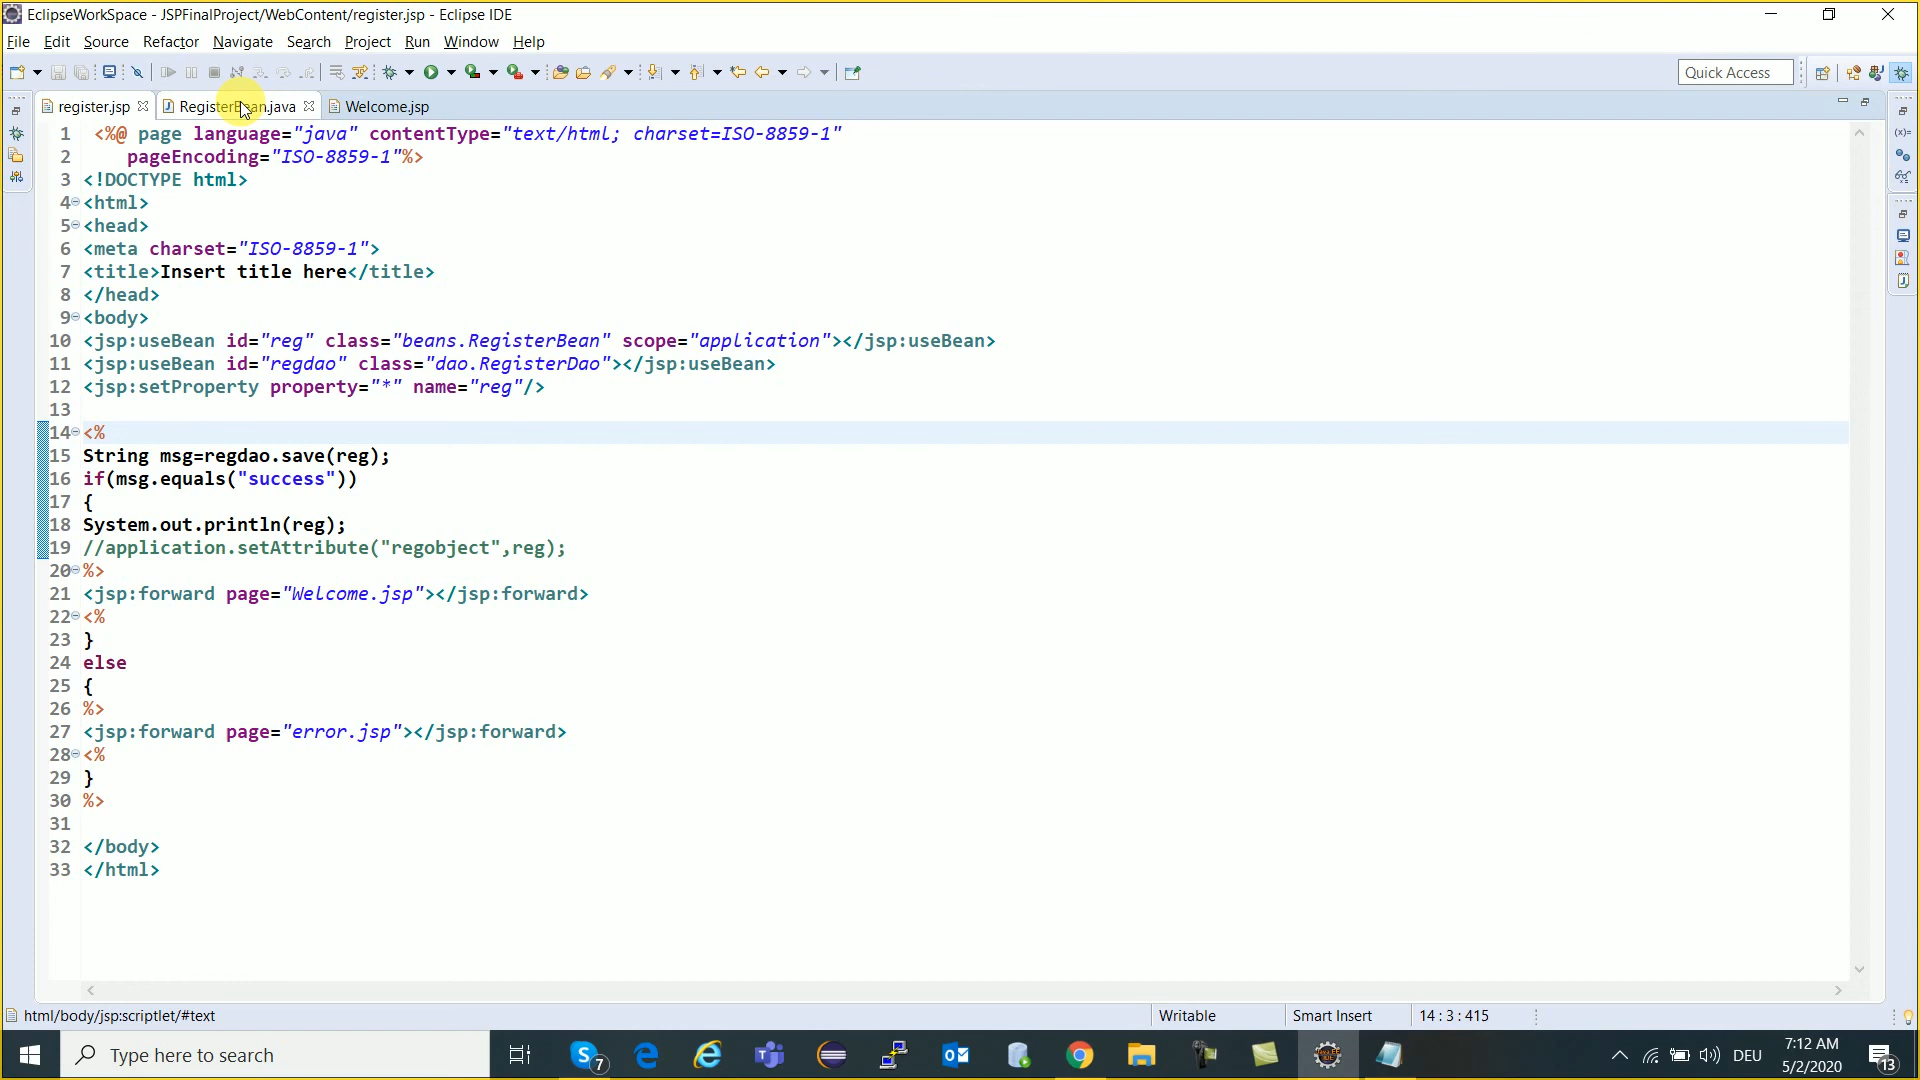 EclipseWorkSpace - JSPFinalProject/WebContent/register.jsp - Eclipse IDE
File Edit Source Refactor Navigate Search Project Run Window Help
Quick Access
register.jsp RegisterBean.java Welcome.jsp
1 <%@ page language="java" contentType="text/html; charset=ISO-8859-1"
2 pageEncoding="ISO-8859-1"%>
3 <!DOCTYPE html>
4 <html>
5 <head>
6 <meta charset="ISO-8859-1">
7 <title>Insert title here</title>
8 </head>
9 <body>
10 <jsp:useBean id="reg" class="beans.RegisterBean" scope="application"></jsp:useBean>
11 <jsp:useBean id="regdao" class="dao.RegisterDao"></jsp:useBean>
12 <jsp:setProperty property="*" name="reg"/>
13
14 <%
15 String msg=regdao.save(reg);
16 if(msg.equals("success"))
17 {
18 System.out.println(reg);
19 //application.setAttribute("regobject",reg);
20 %>
21 <jsp:forward page="Welcome.jsp"></jsp:forward>
22 <%
23 }
24 else
25 {
26 %>
27 <jsp:forward page="error.jsp"></jsp:forward>
28 <%
29 }
30 %>
31
32 </body>
33 </html>
html/body/jsp:scriptlet/#text Writable Smart Insert 14 : 3 : 415
Type here to search 7 DEU 7:12 AM 13
5/2/2020